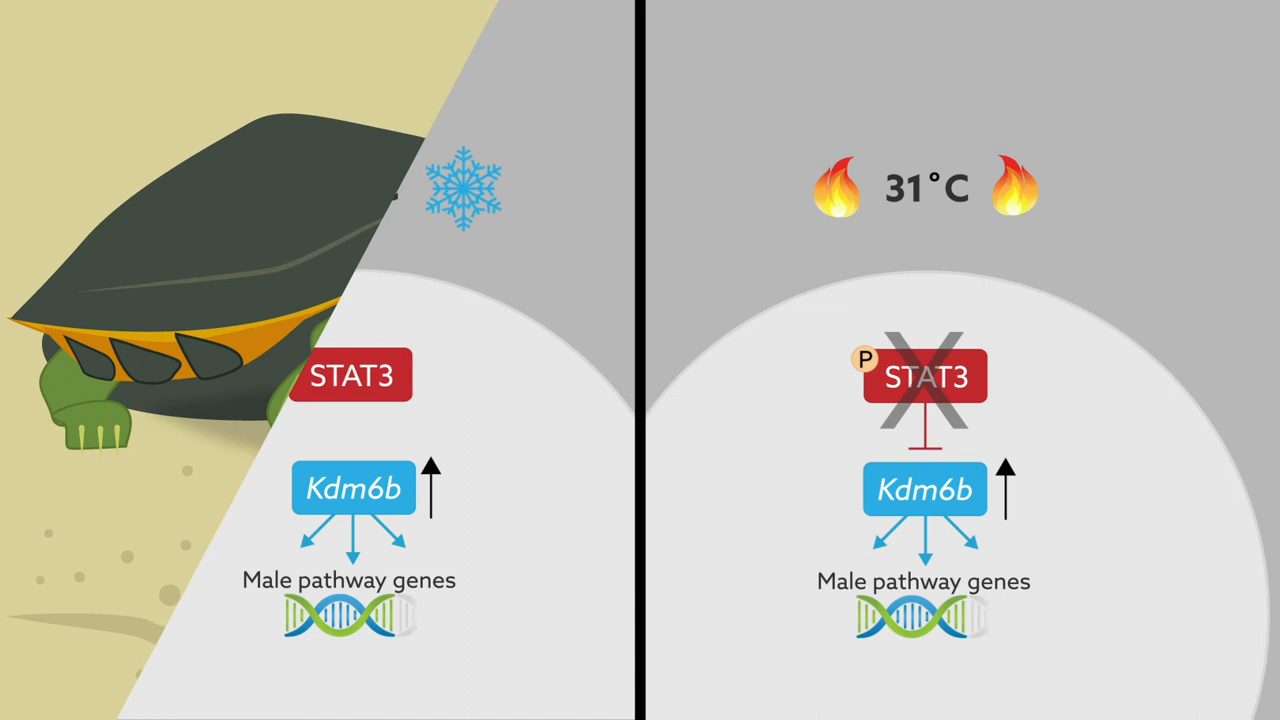 31°C
STAT3
P
STAT3
Kdm6b
Kdm6b
Male pathway genes
Male pathway genes